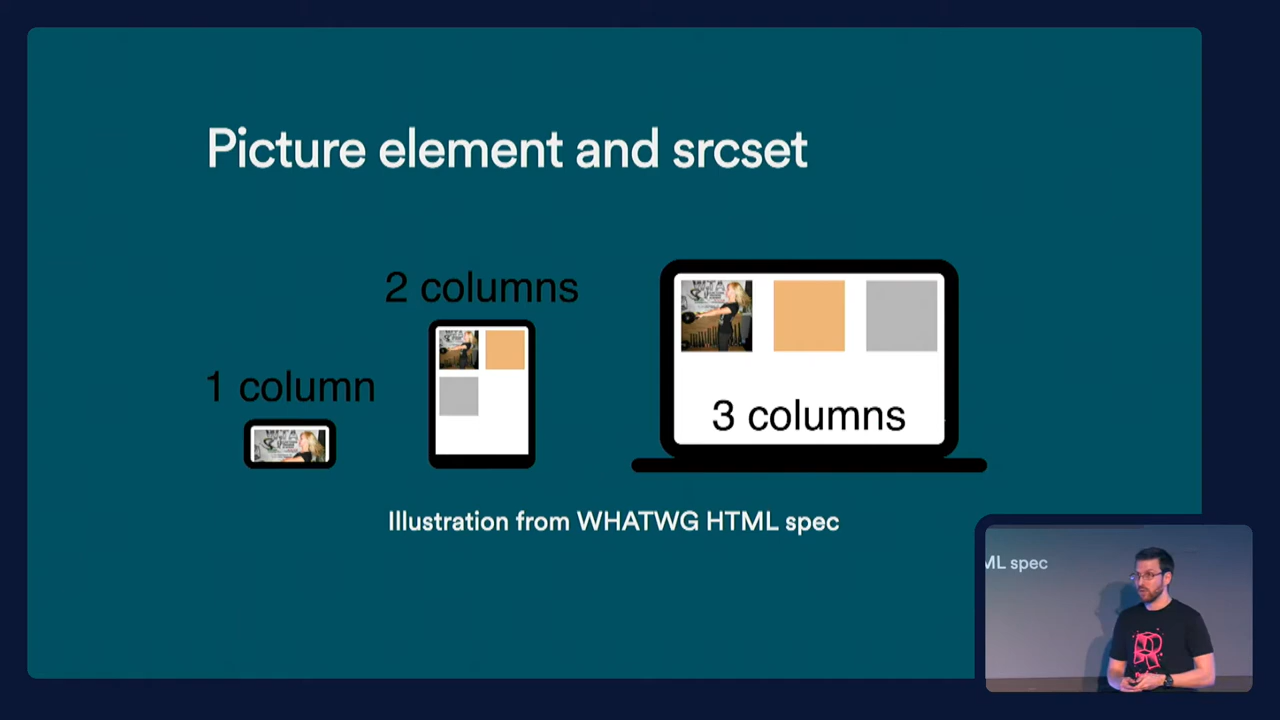 Picture element and srcset
2 columns
1 column
3 columns
Illustration from WHATWG HTML spec
ML spec